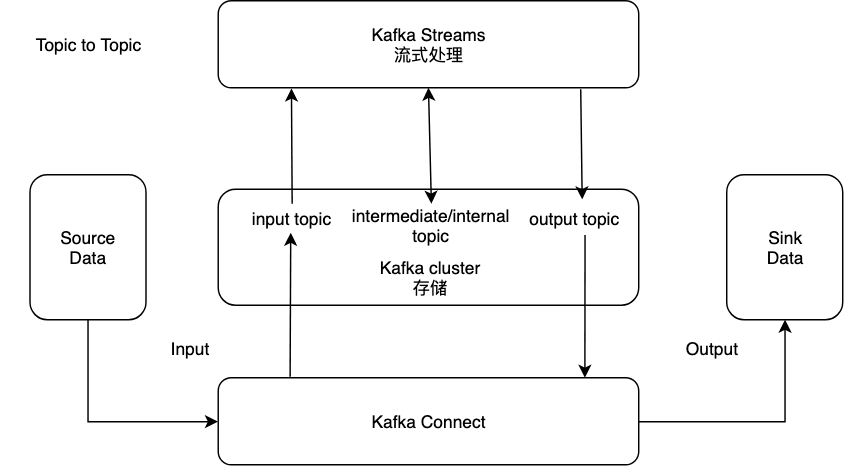 Topic to Topic
Kafka Streams
流式处理
Source
Data
input topic
intermediate/internal
topic
output topic
Kafka cluster
存储
Sink
Data
Input
Output
Kafka Connect